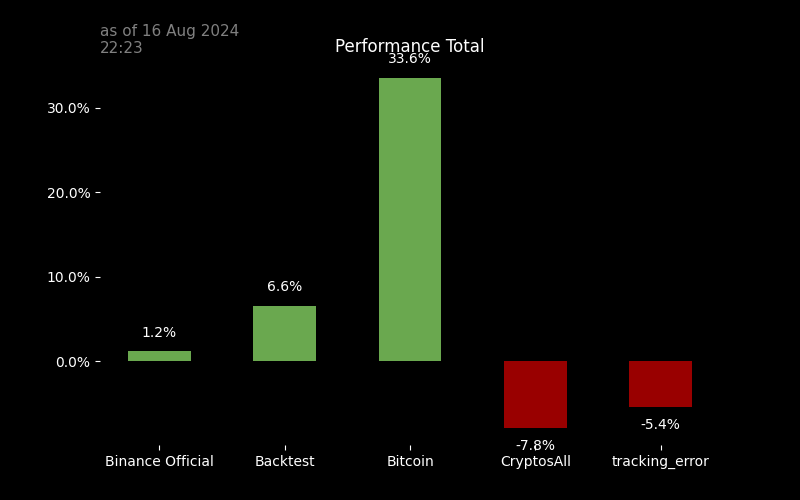 as of 16 Aug 2024
22:23
Performance Total
33.6%
30.0%
20.0%
10.0%
6.6%
1.2%
0.0%
-5.4%
-7.8%
Binance Official
Backtest
Bitcoin
CryptosAll
tracking_error